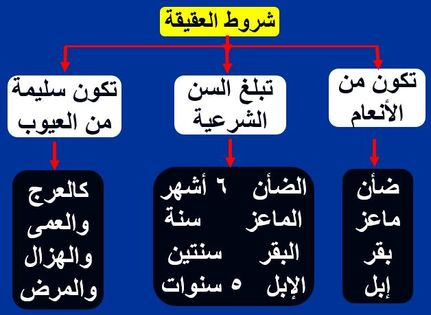 شروط العقيقة
تكون من
الأنعام
تبلغ السن
الشرعية
تكون سليمة
من العيوب
ضأن
ماعز
بقر
إبل
الضأن ٦ أشهر
الماعز سنة
البقر سنتين
الإبل ٥ سنوات
كالعرج
والعمى
والهزال
والمرض